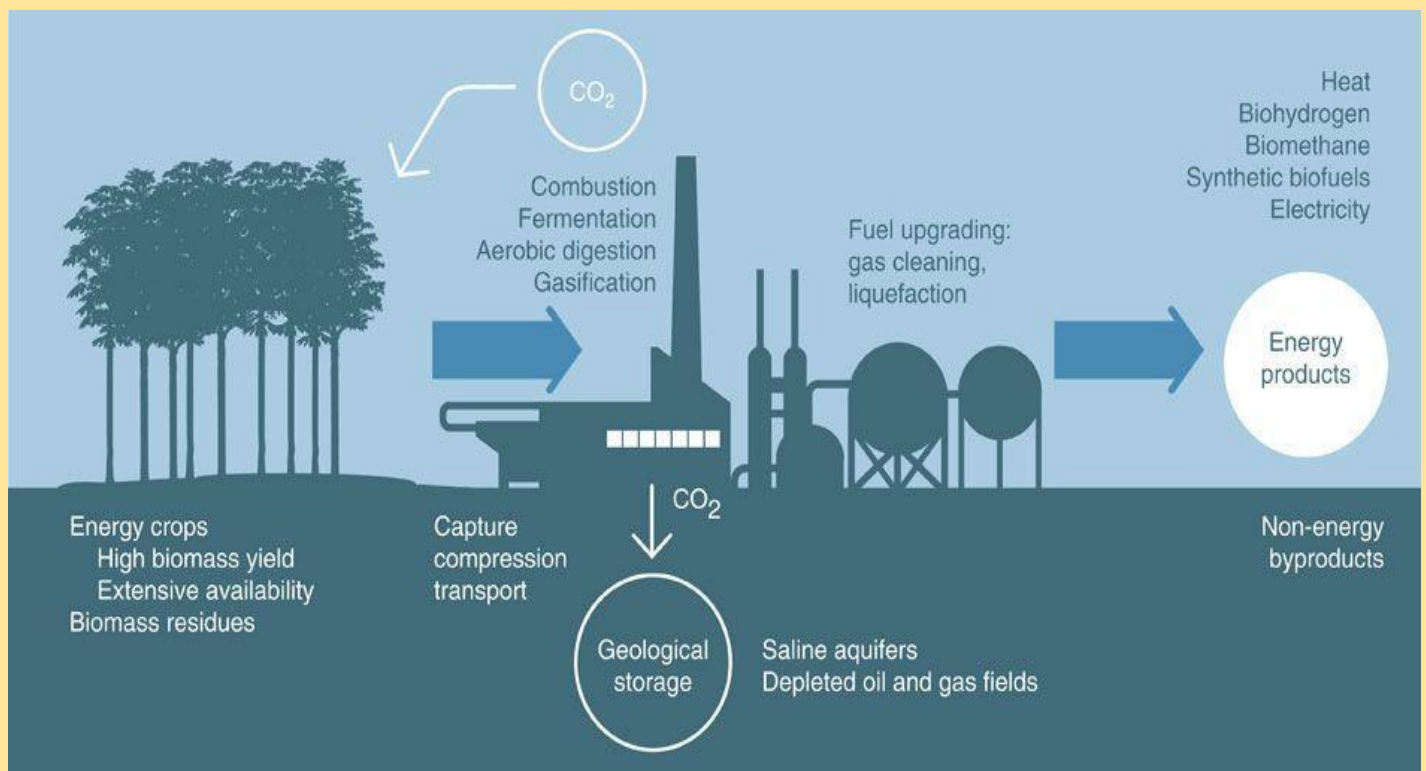 CO₂
Combustion
Fermentation
Aerobic digestion
Gasification
Fuel upgrading:
gas cleaning,
liquefaction
Heat
Biohydrogen
Biomethane
Synthetic biofuels
Electricity
Energy
products
Energy crops
High biomass yield
Extensive availability
Biomass residues
Capture
compression
transport
CO₂
Geological
storage
Saline aquifers
Depleted oil and gas fields
Non-energy
byproducts